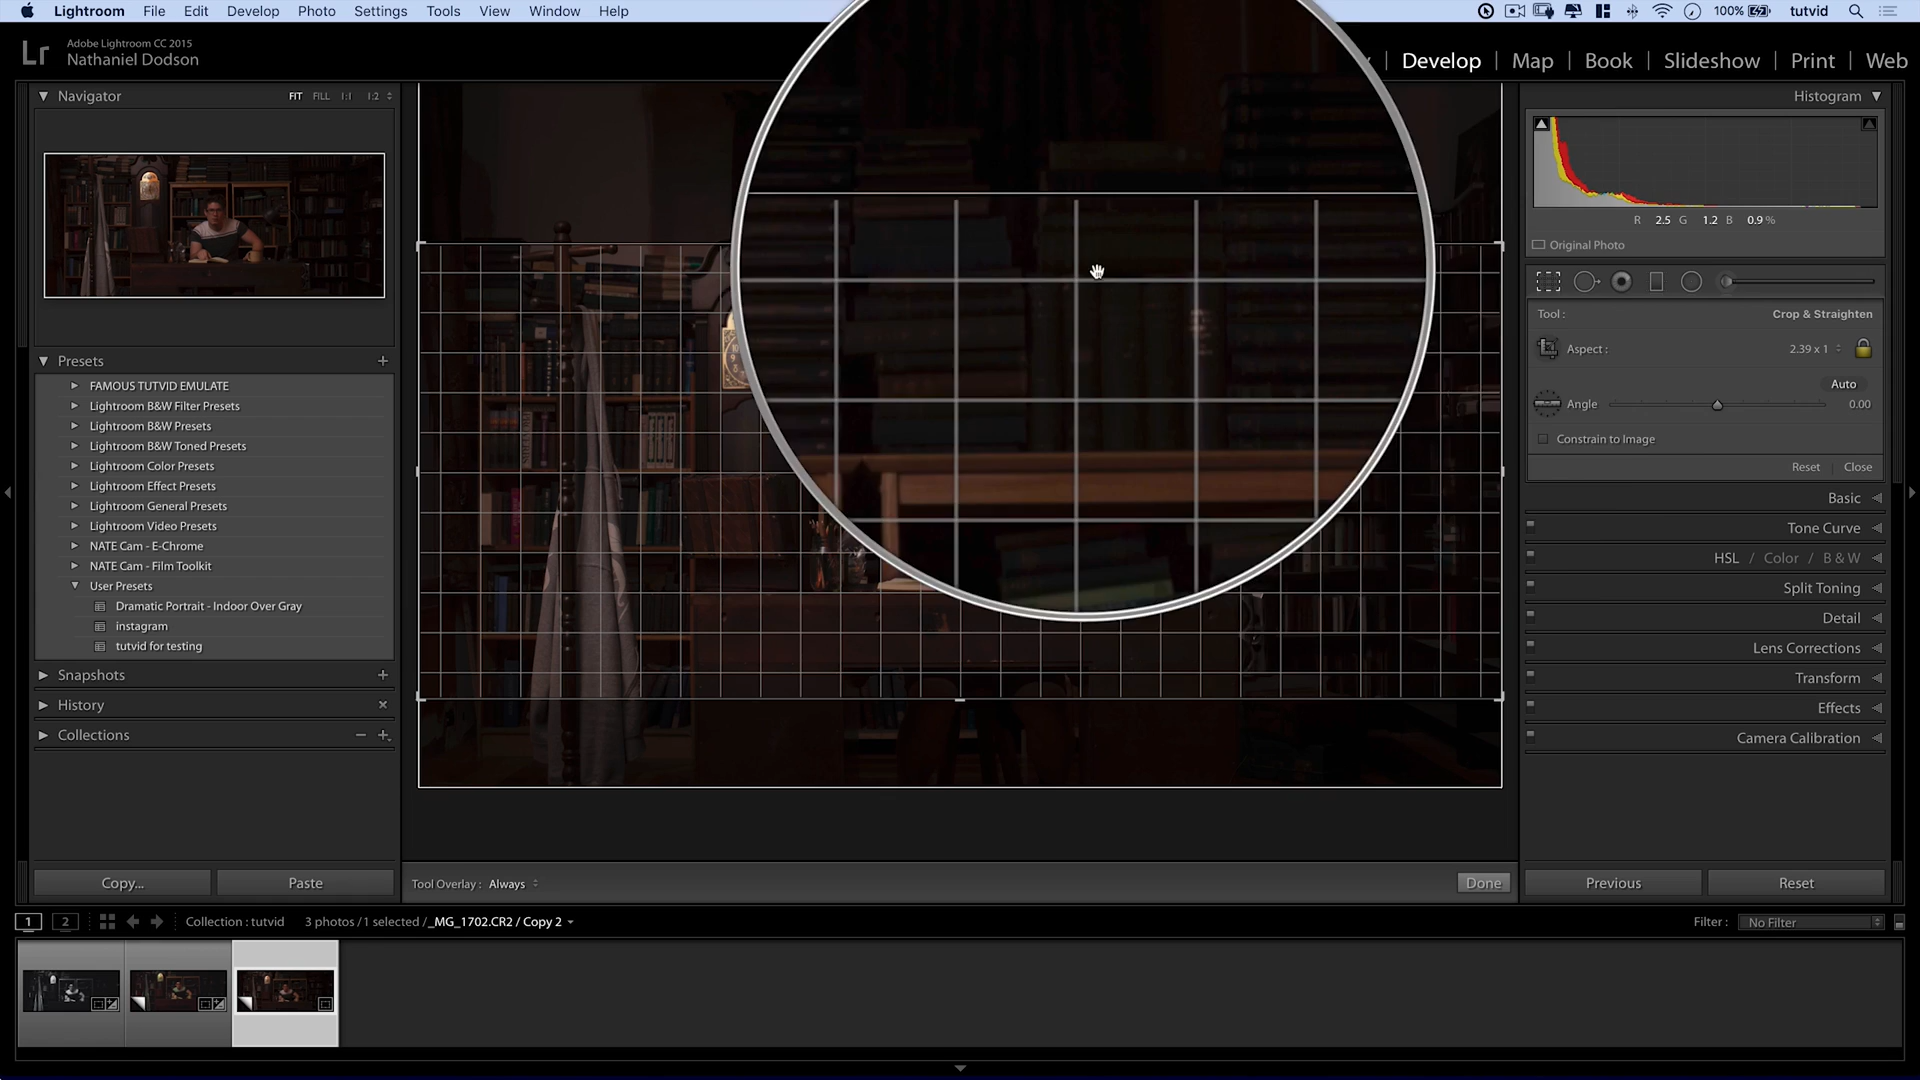 Lightroom File Edit Develop Photo Settings Tools View Window Help 100% tutvid
Lr Adobe Lightroom CC 2015
Nathaniel Dodson
Develop | Map | Book | Slideshow | Print | Web
Navigator FIT FILL 1:1 1:2
Histogram
R 2.5 G 1.2 B 0.9 %
Original Photo
Tool : Crop & Straighten
Aspect : 2.39 x 1
Auto
Angle 0.00
Constrain to Image
Reset Close
Basic
Tone Curve
HSL / Color / B & W
Split Toning
Detail
Lens Corrections
Transform
Effects
Camera Calibration
Presets
FAMOUS TUTVID EMULATE
Lightroom B&W Filter Presets
Lightroom B&W Presets
Lightroom B&W Toned Presets
Lightroom Color Presets
Lightroom Effect Presets
Lightroom General Presets
Lightroom Video Presets
NATE Cam - E-Chrome
NATE Cam - Film Toolkit
User Presets
Dramatic Portrait - Indoor Over Gray
instagram
tutvid for testing
Snapshots
History
Collections
Copy... Paste
Tool Overlay : Always Done
Previous Reset
1 2 Collection : tutvid 3 photos / 1 selected / _MG_1702.CR2 / Copy 2 Filter : No Filter